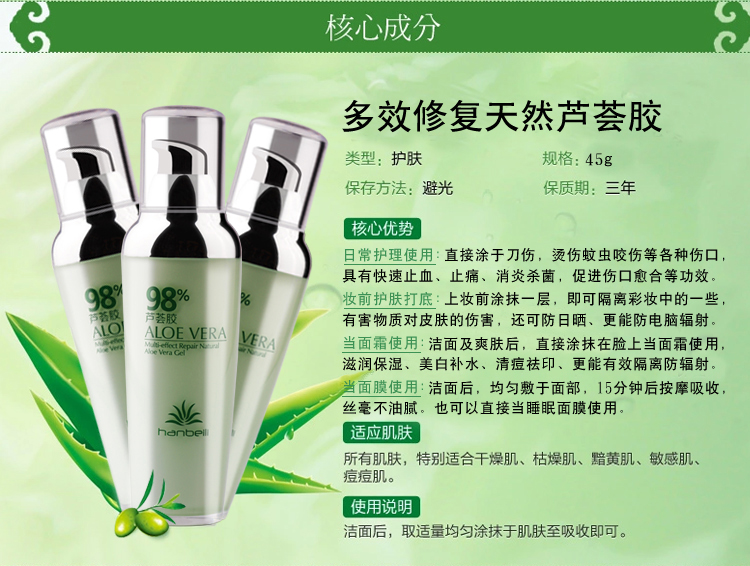 核心成分
多效修复天然芦荟胶
类型：护肤 规格：45g
保存方法：避光 保质期：三年
核心优势
日常护理使用：直接涂于刀伤，烫伤蚊虫咬伤等各种伤口，
具有快速止血、止痛、消炎杀菌，促进伤口愈合等功效。
妆前护肤打底：上妆前涂抹一层，即可隔离彩妆中的一些，
有害物质对皮肤的伤害，还可防日晒、更能防电脑辐射。
当面霜使用：洁面及爽肤后，直接涂抹在脸上当面霜使用，
滋润保湿、美白补水、清痘祛印、更能有效隔离防辐射。
当面膜使用：洁面后，均匀敷于面部，15分钟后按摩吸收，
丝毫不油腻。也可以直接当睡眠面膜使用。
适应肌肤
所有肌肤，特别适合干燥肌、枯燥肌、黯黄肌、敏感肌、
痘痘肌。
使用说明
洁面后，取适量均匀涂抹于肌肤至吸收即可。
98%
芦荟胶
ALOE VERA
Multi-effect Repair Natural
Aloe Vera Gel
98%
芦荟胶
ALOE VERA
Multi-effect Repair Natural
Aloe Vera Gel
hanbeili
VERA